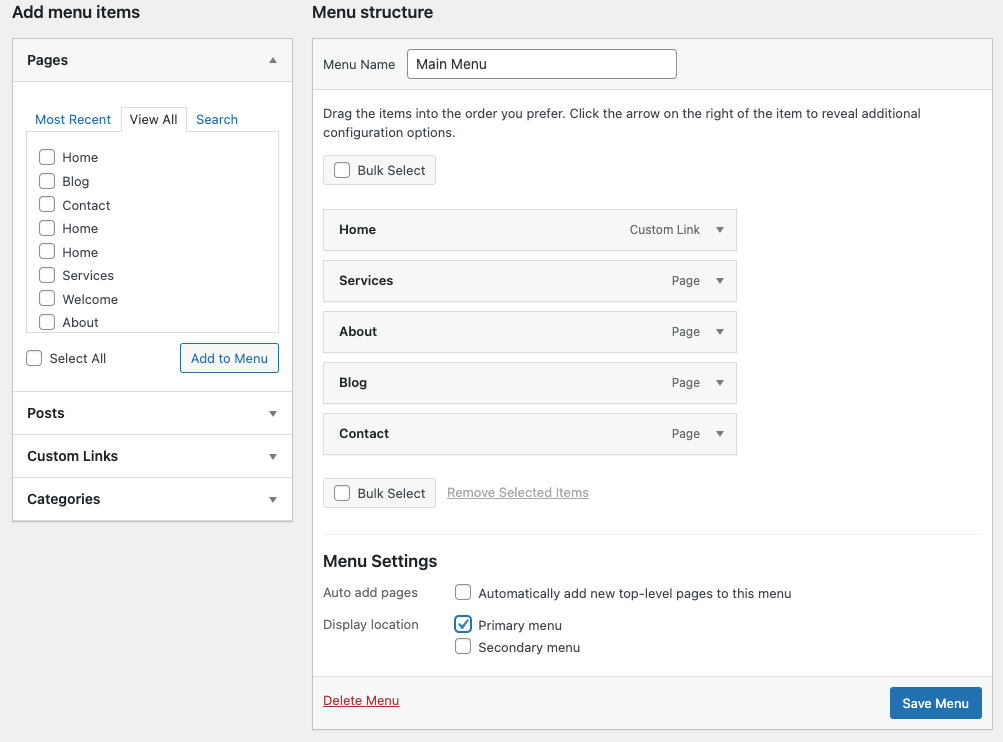 Add menu items
Pages
Most Recent View All Search
Home
Blog
Contact
Home
Home
Services
Welcome
About
Select All Add to Menu
Posts
Custom Links
Categories
Menu structure
Menu Name Main Menu
Drag the items into the order you prefer. Click the arrow on the right of the item to reveal additional
configuration options.
Bulk Select
Home Custom Link
Services Page
About Page
Blog Page
Contact Page
Bulk Select Remove Selected Items
Menu Settings
Auto add pages Automatically add new top-level pages to this menu
Display location Primary menu
Secondary menu
Delete Menu Save Menu